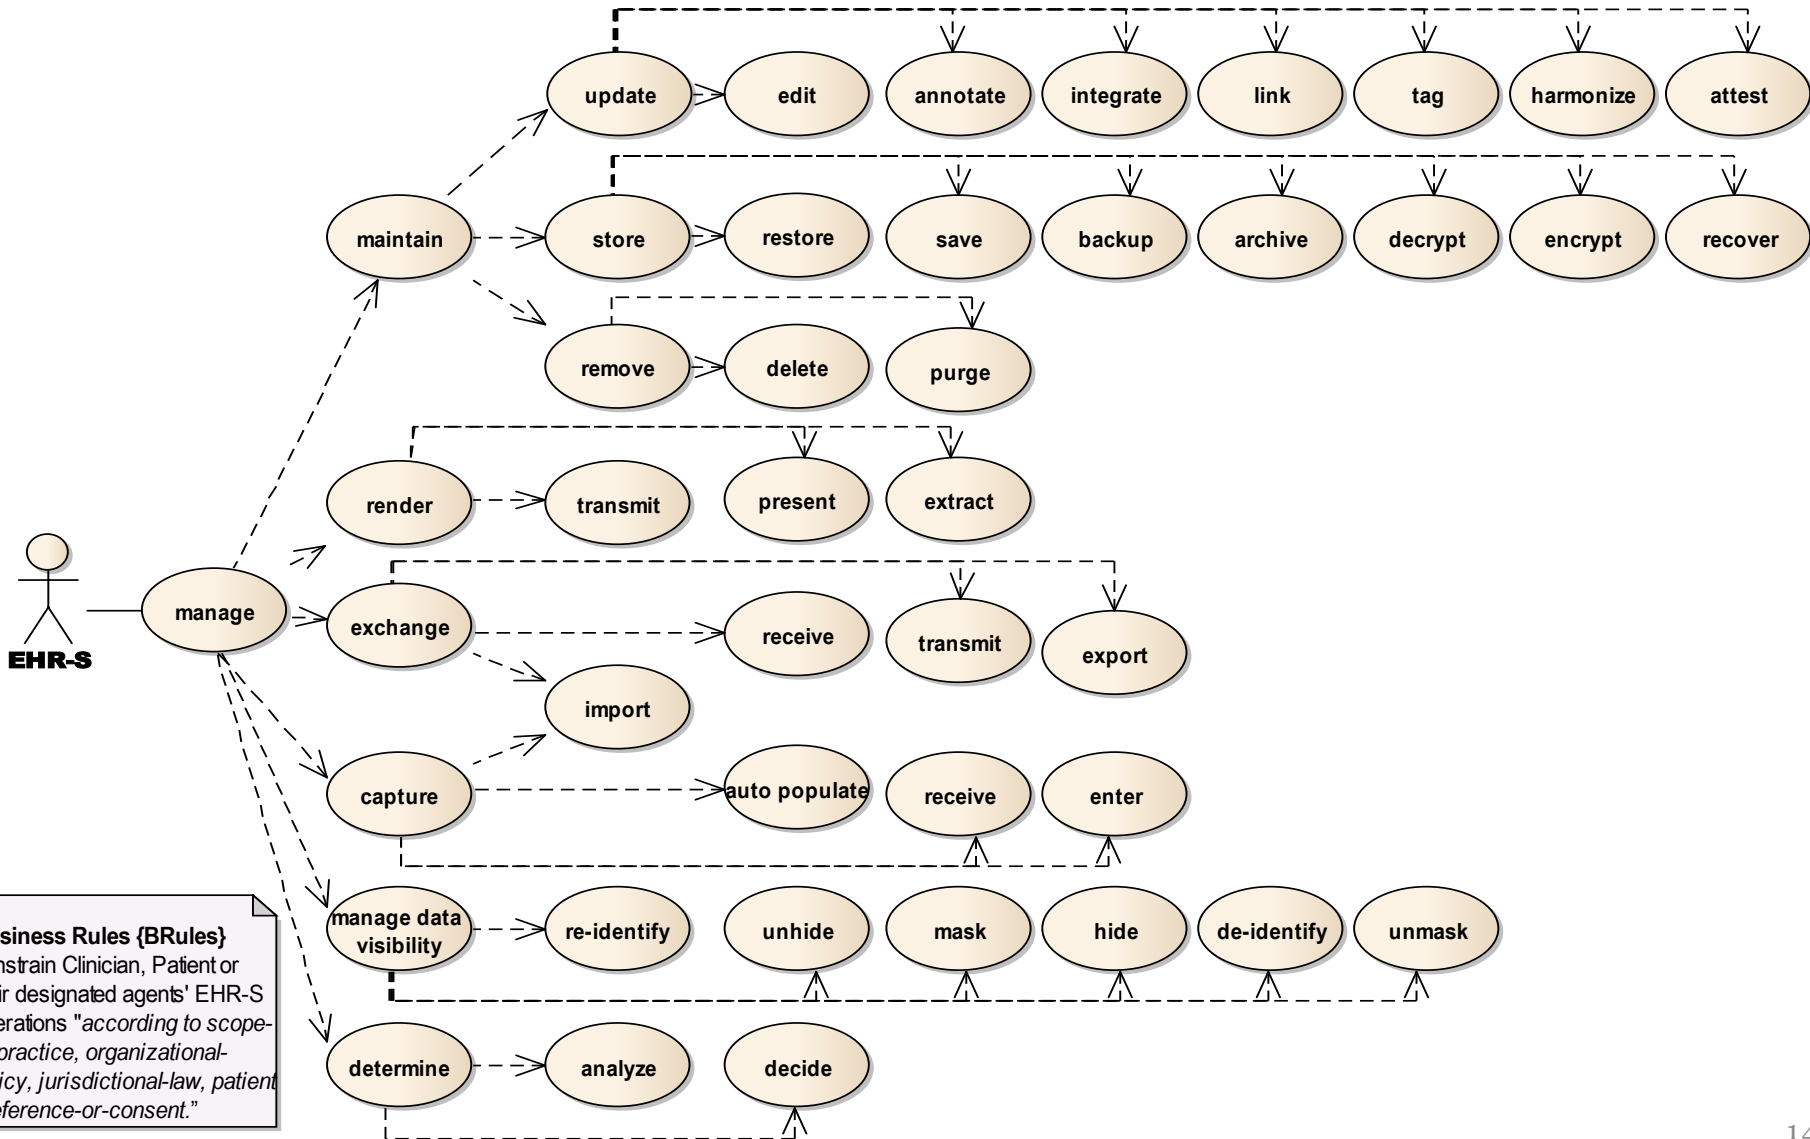 update
edit
annotate
integrate
link
tag
harmonize
attest
maintain
store
restore
save
backup
archive
decrypt
encrypt
recover
remove
delete
purge
render
transmit
present
extract
EHR-S
manage
exchange
receive
transmit
export
import
capture
auto populate
receive
enter
manage data
visibility
re-identify
unhide
mask
hide
de-identify
unmask
siness Rules {BRules}
nstrain Clinician, Patient or
ir designated agents' EHR-S
erations "according to scope-
practice, organizational-
icy, jurisdictional-law, patient
eference-or-consent.”
determine
analyze
decide
14